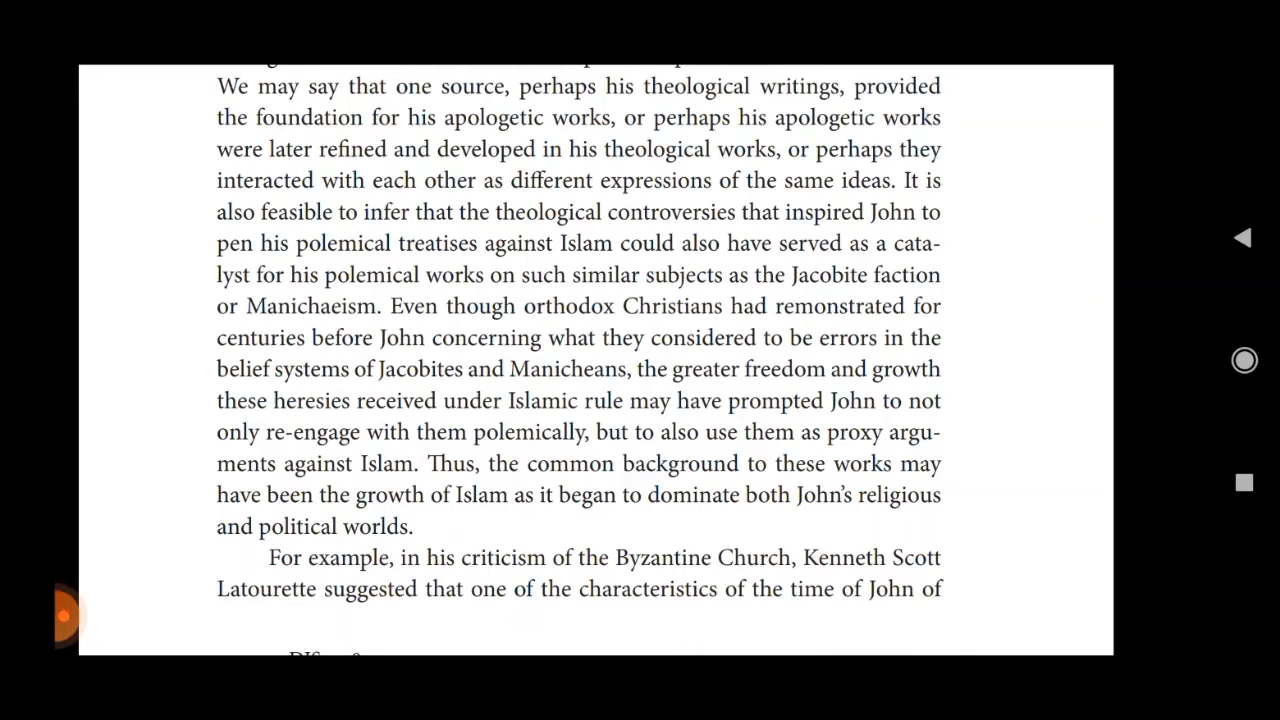 We may say that one source, perhaps his theological writings, provided
the foundation for his apologetic works, or perhaps his apologetic works
were later refined and developed in his theological works, or perhaps they
interacted with each other as different expressions of the same ideas. It is
also feasible to infer that the theological controversies that inspired John to
pen his polemical treatises against Islam could also have served as a cata-
lyst for his polemical works on such similar subjects as the Jacobite faction
or Manichaeism. Even though orthodox Christians had remonstrated for
centuries before John concerning what they considered to be errors in the
belief systems of Jacobites and Manicheans, the greater freedom and growth
these heresies received under Islamic rule may have prompted John to not
only re-engage with them polemically, but to also use them as proxy argu-
ments against Islam. Thus, the common background to these works may
have been the growth of Islam as it began to dominate both John’s religious
and political worlds.
For example, in his criticism of the Byzantine Church, Kenneth Scott
Latourette suggested that one of the characteristics of the time of John of